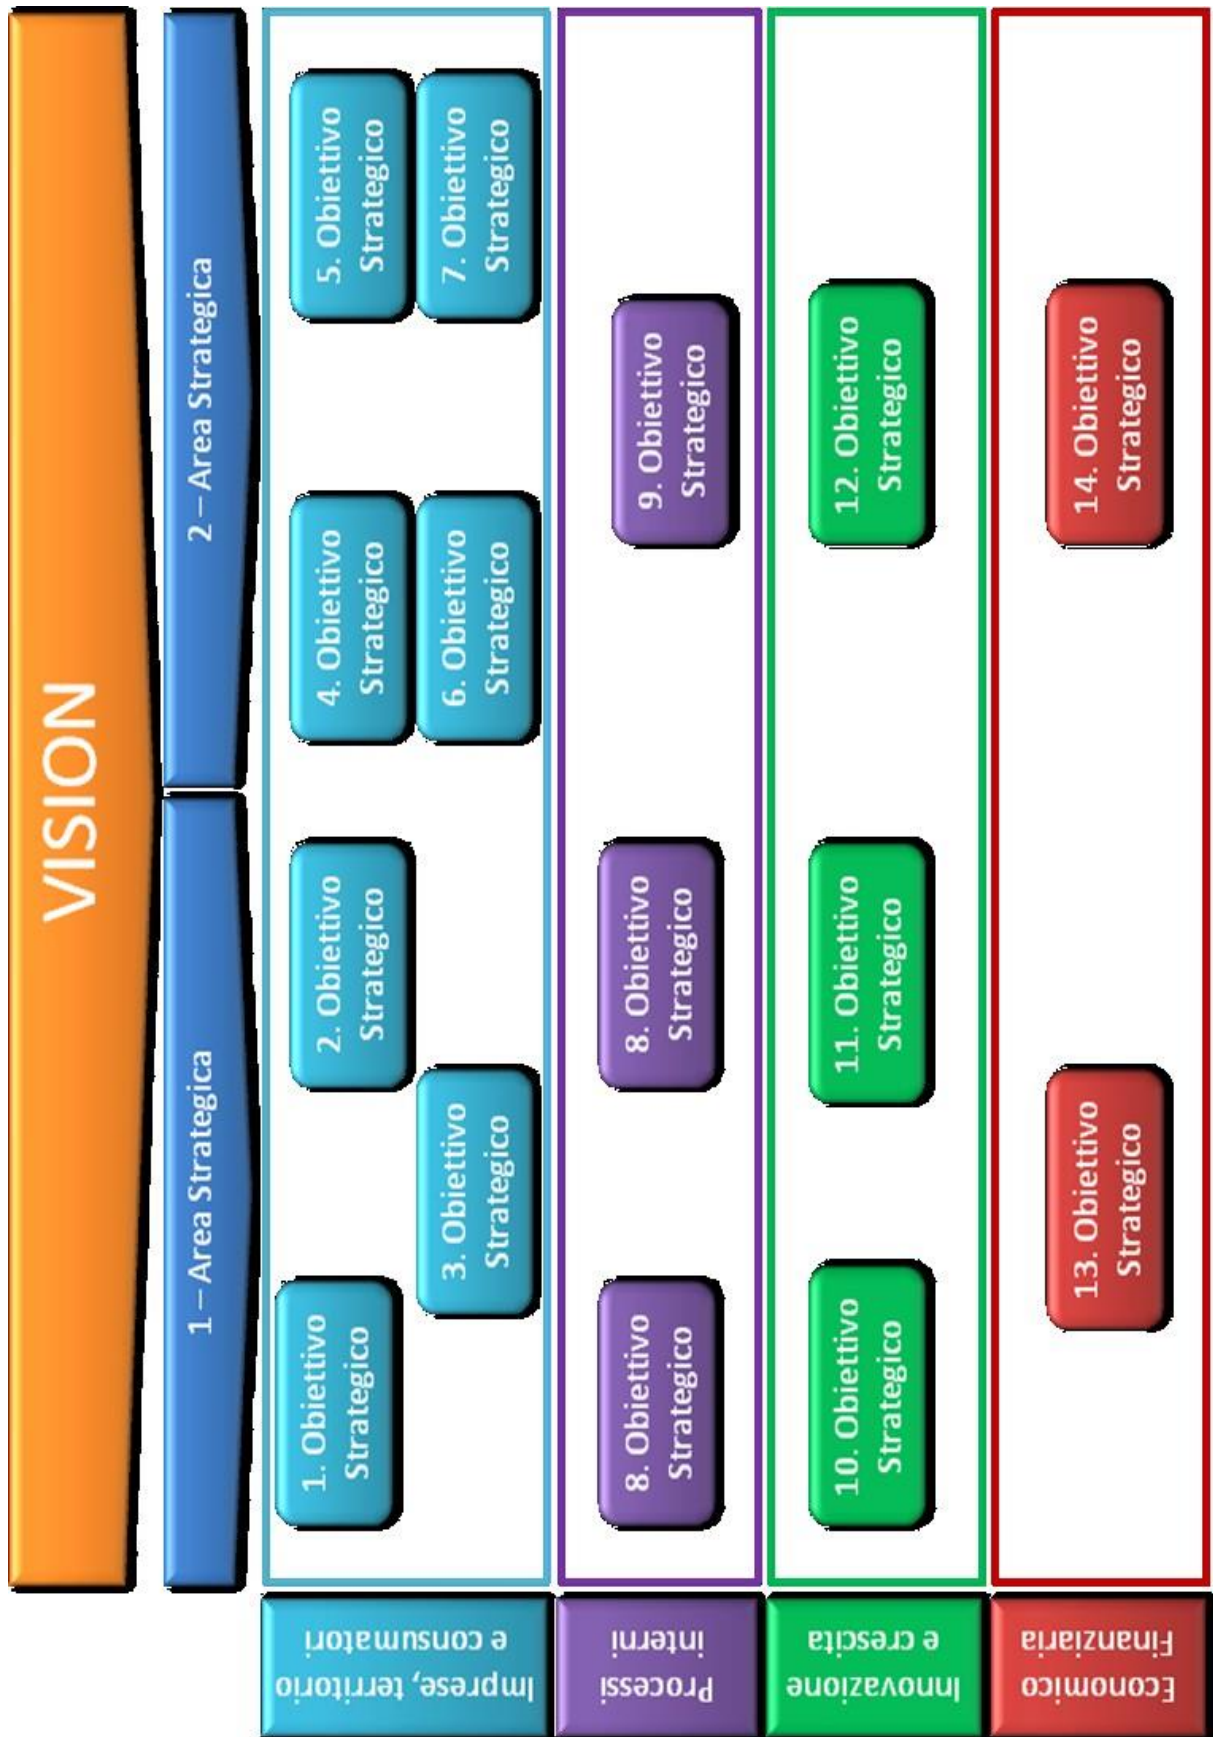 VISION
1 – Area Strategica
2 – Area Strategica
Imprese, territorio
e consumatori
1. Obiettivo
Strategico
2. Obiettivo
Strategico
3. Obiettivo
Strategico
4. Obiettivo
Strategico
5. Obiettivo
Strategico
6. Obiettivo
Strategico
7. Obiettivo
Strategico
Processi
interni
8. Obiettivo
Strategico
8. Obiettivo
Strategico
9. Obiettivo
Strategico
Innovazione
e crescita
10. Obiettivo
Strategico
11. Obiettivo
Strategico
12. Obiettivo
Strategico
Economico
Finanziaria
13. Obiettivo
Strategico
14. Obiettivo
Strategico